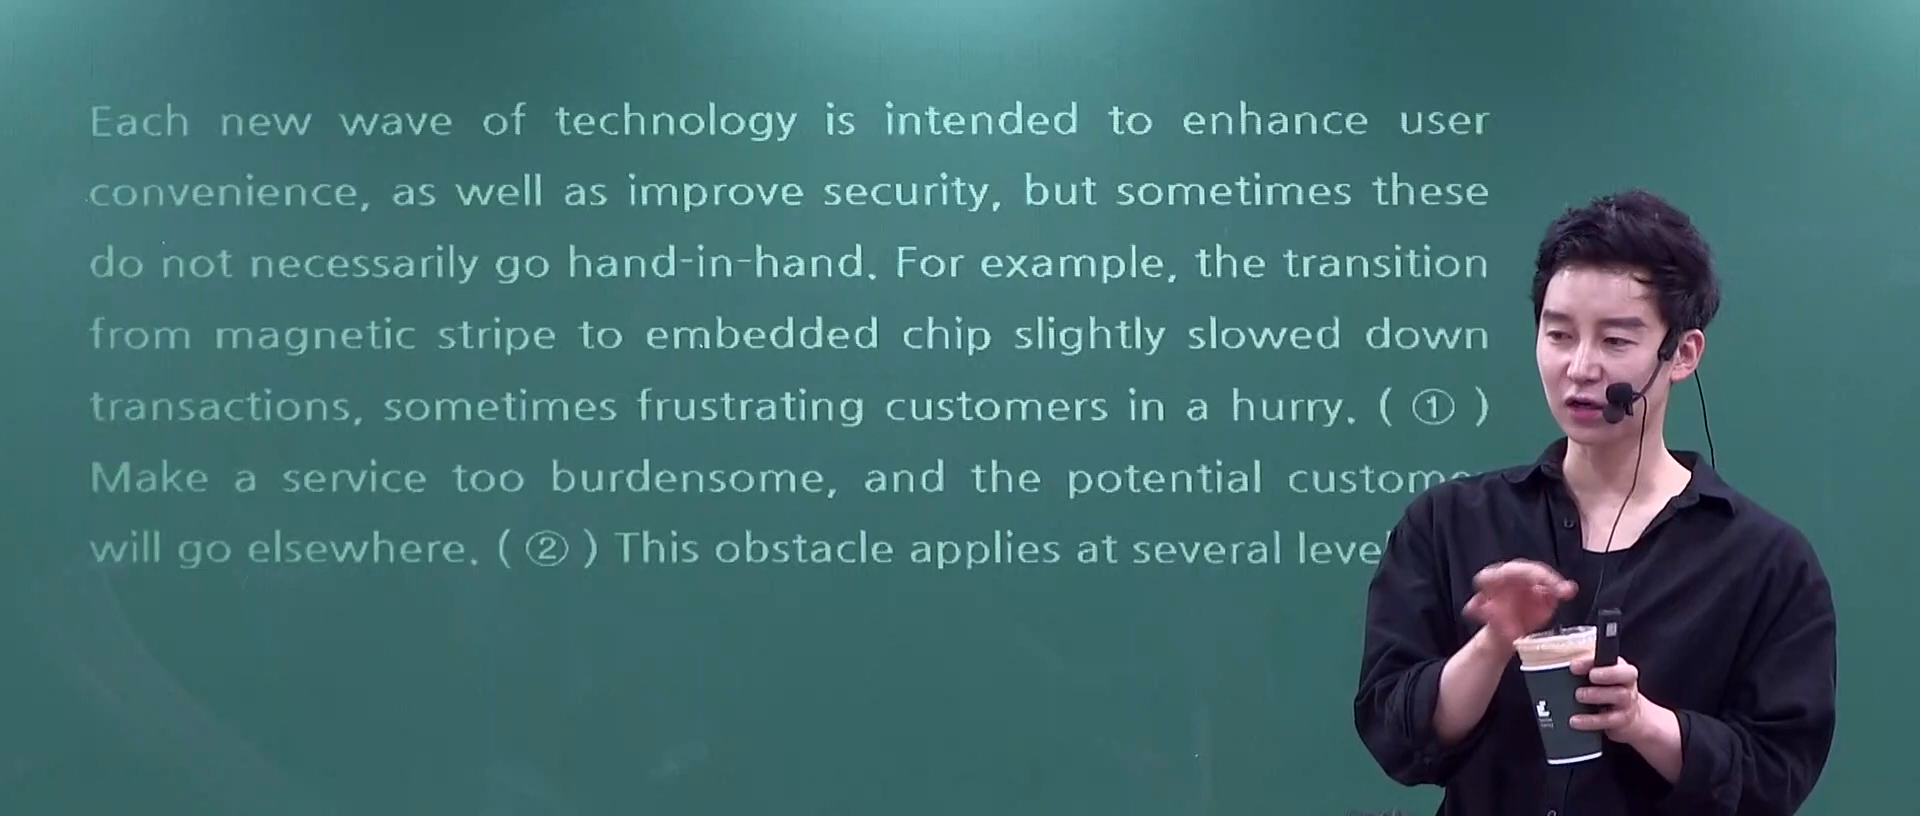 Each new wave of technology is intended to enhance user
convenience, as well as improve security, but sometimes these
do not necessarily go hand-in-hand. For example, the transition
from magnetic stripe to embedded chip slightly slowed down
transactions, sometimes frustrating customers in a hurry. ( ① )
Make a service too burdensome, and the potential
will go elsewhere. ( ② ) This obstacle applies at several